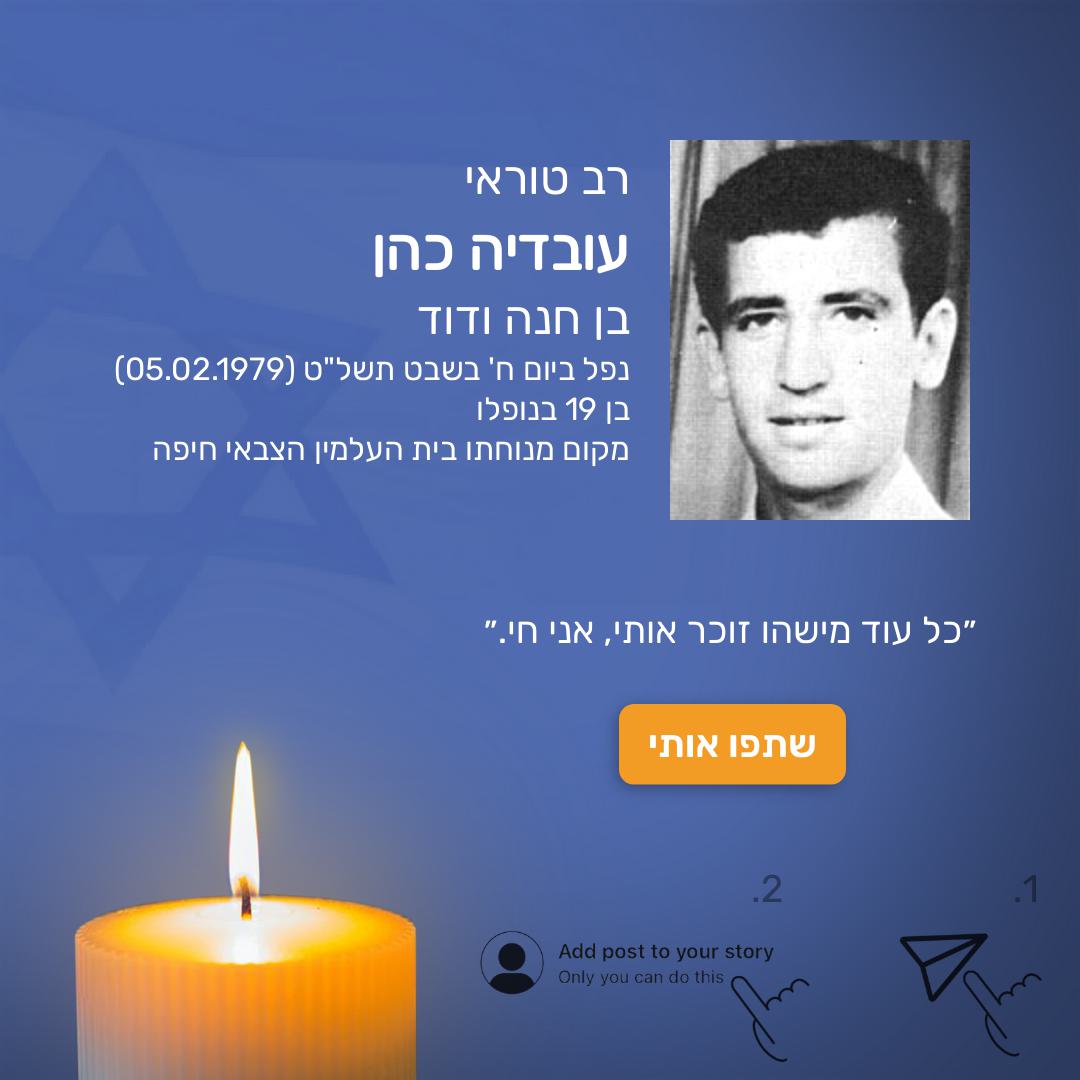 רב טוראי
עובדיה כהן
בן חנה ודוד
נפל ביום ח' בשבט תשל"ט (05.02.1979)
בן 19 בנופלו
מקום מנוחתו בית העלמין הצבאי חיפה
״כל עוד מישהו זוכר אותי, אני חי.״
שתפו אותי
1.
2.
Add post to your story
Only you can do this